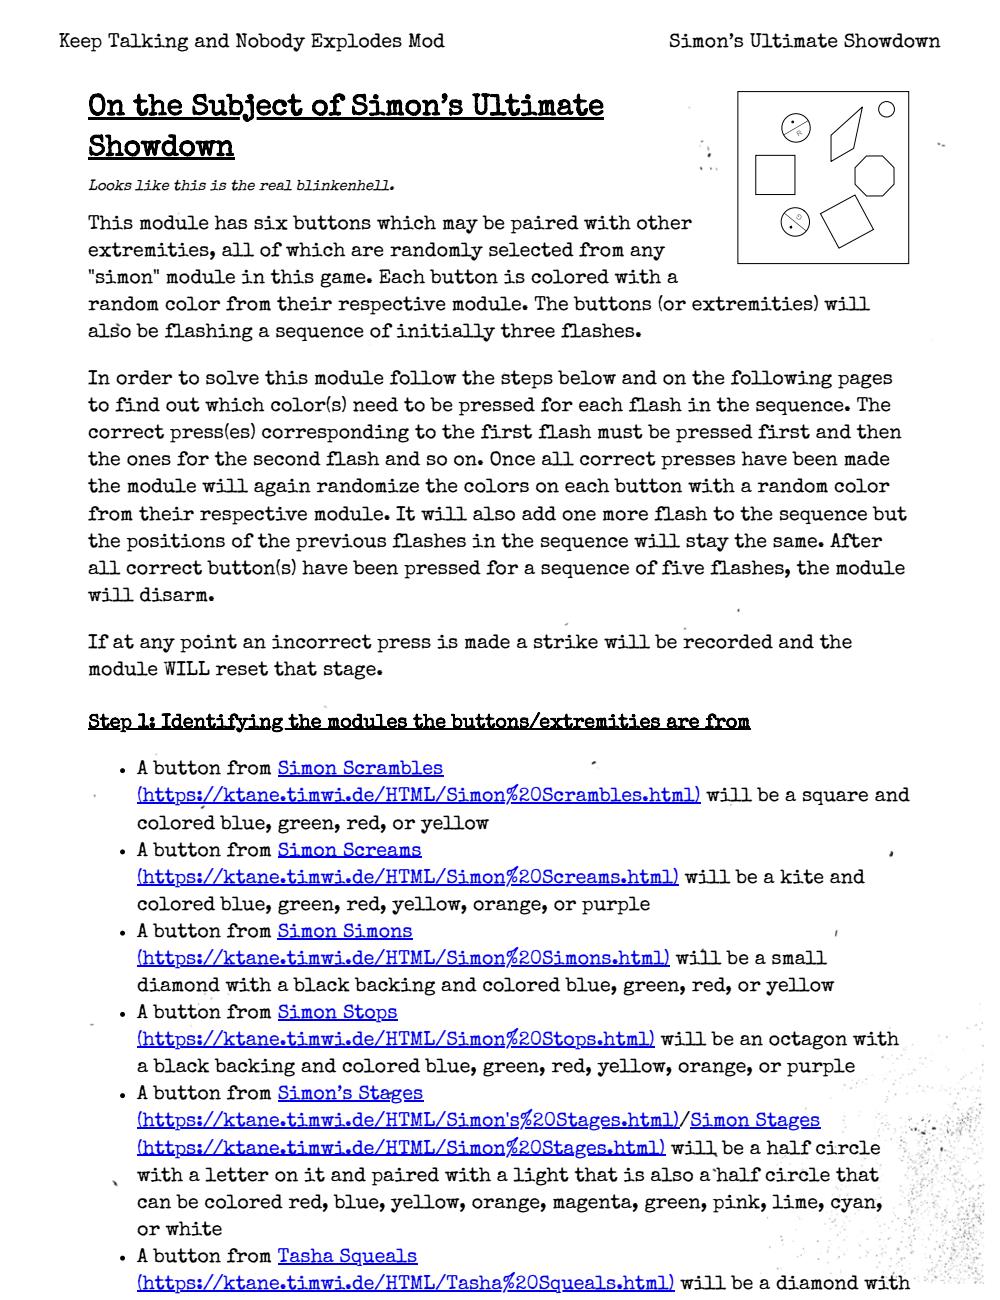 Keep Talking and Nobody Explodes Mod
Simon's Ultimate Showdown
On the Subject of Simon's Ultimate
Showdown
Looks like this is the real blinkenhell.
This module has six buttons which may be paired with other
extremities, all of which are randomly selected from any
"simon" module in this game. Each button is colored with a
random color from their respective module. The buttons (or extremities) will
also be flashing a sequence of initially three flashes.
In order to solve this module follow the steps below and on the following pages
to find out which color(s) need to be pressed for each flash in the sequence. The
correct press(es) corresponding to the first flash must be pressed first and then
the ones for the second flash and so on. Once all correct presses have been made
the module will again randomize the colors on each button with a random color
from their respective module. It will also add one more flash to the sequence but
the positions of the previous flashes in the sequence will stay the same. After
all correct button(s) have been pressed for a sequence of five flashes, the module
will disarm.
If at any point an incorrect press is made a strike will be recorded and the
module WILL reset that stage.
Step 1: Identifying the modules the buttons/extremities are from
• A button from Simon Scrambles
(https://ktane.timwi.de/HTML/Simon%20Scrambles.html) will be a square and
colored blue, green, red, or yellow
• A button from Simon Screams
(https://ktane.timwi.de/HTML/Simon%20Screams.html) will be a kite and
colored blue, green, red, yellow, orange, or purple
• A button from Simon Simons
(https://ktane.timwi.de/HTML/Simon%20Simons.html) will be a small
diamond with a black backing and colored blue, green, red, or yellow
• A button from Simon Stops
(https://ktane.timwi.de/HTML/Simon%20Stops.html) will be an octagon with
a black backing and colored blue, green, red, yellow, orange, or purple
• A button from Simon's Stages
(https://ktane.timwi.de/HTML/Simon's%20Stages.html)/Simon Stages
(https://ktane.timwi.de/HTML/Simon%20Stages.html) will be a half circle
with a letter on it and paired with a light that is also a half circle that
can be colored red, blue, yellow, orange, magenta, green, pink, lime, cyan,
or white
• A button from Tasha Squeals
(https://ktane.timwi.de/HTML/Tasha%20Squeals.html) will be a diamond with